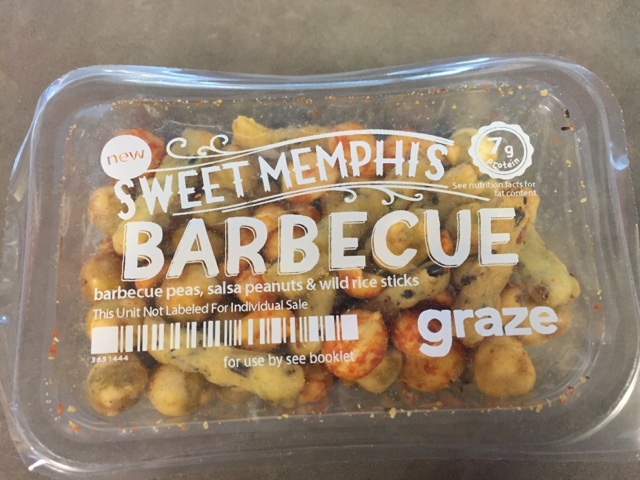 new
SWEET MEMPHIS
7g
protein
See nutrition facts for
fat content
BARBECUE
barbecue peas, salsa peanuts & wild rice sticks
This Unit Not Labeled For Individual Sale
graze
3651444
for use by see booklet